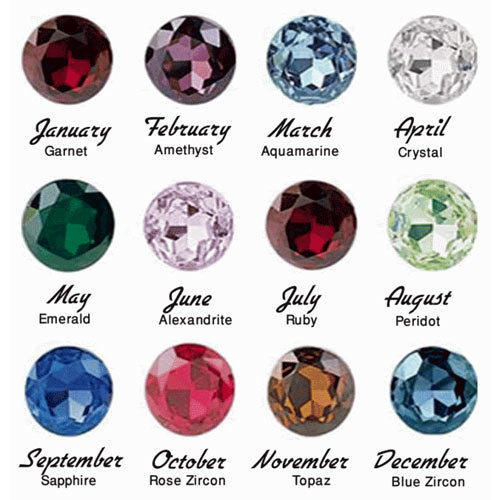 January February March April
Garnet Amethyst Aquamarine Crystal
May June July August
Emerald Alexandrite Ruby Peridot
September October November December
Sapphire Rose Zircon Topaz Blue Zircon